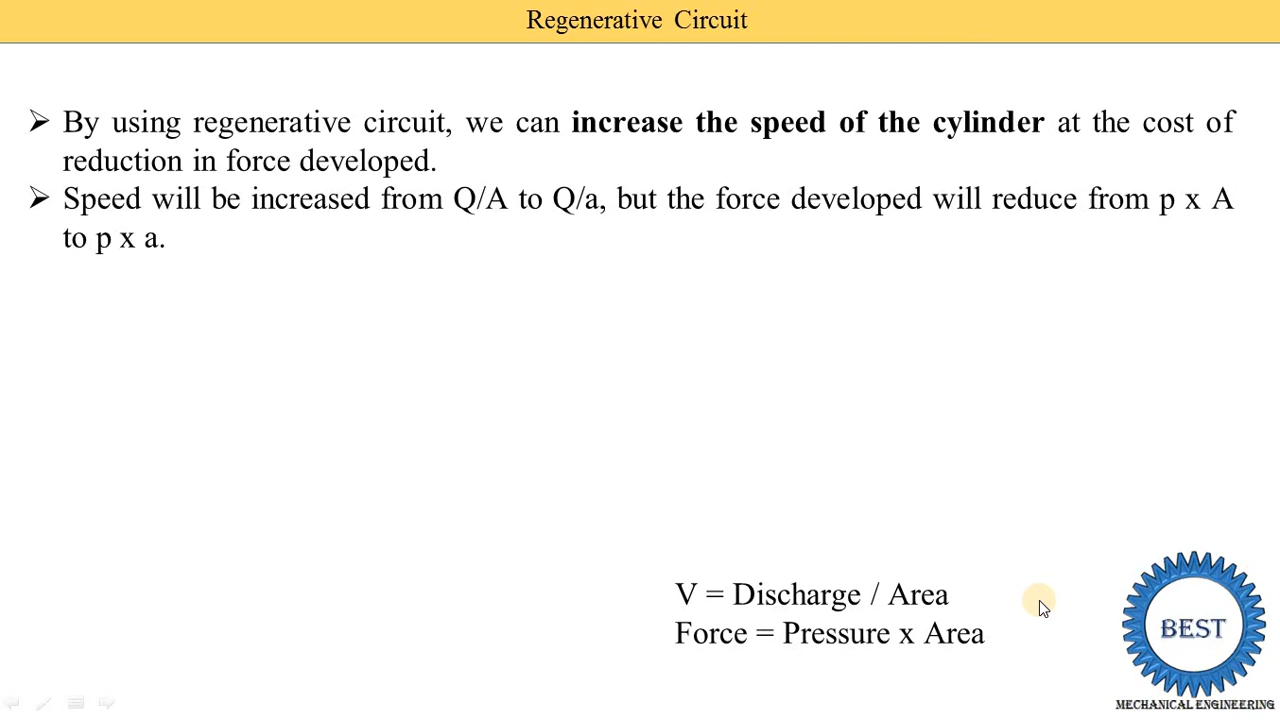 Regenerative Circuit
➢ By using regenerative circuit, we can increase the speed of the cylinder at the cost of
reduction in force developed.
➢ Speed will be increased from Q/A to Q/a, but the force developed will reduce from p x A
to p x a.
V = Discharge / Area
Force = Pressure x Area
BEST
MECHANICAL ENGINEERING